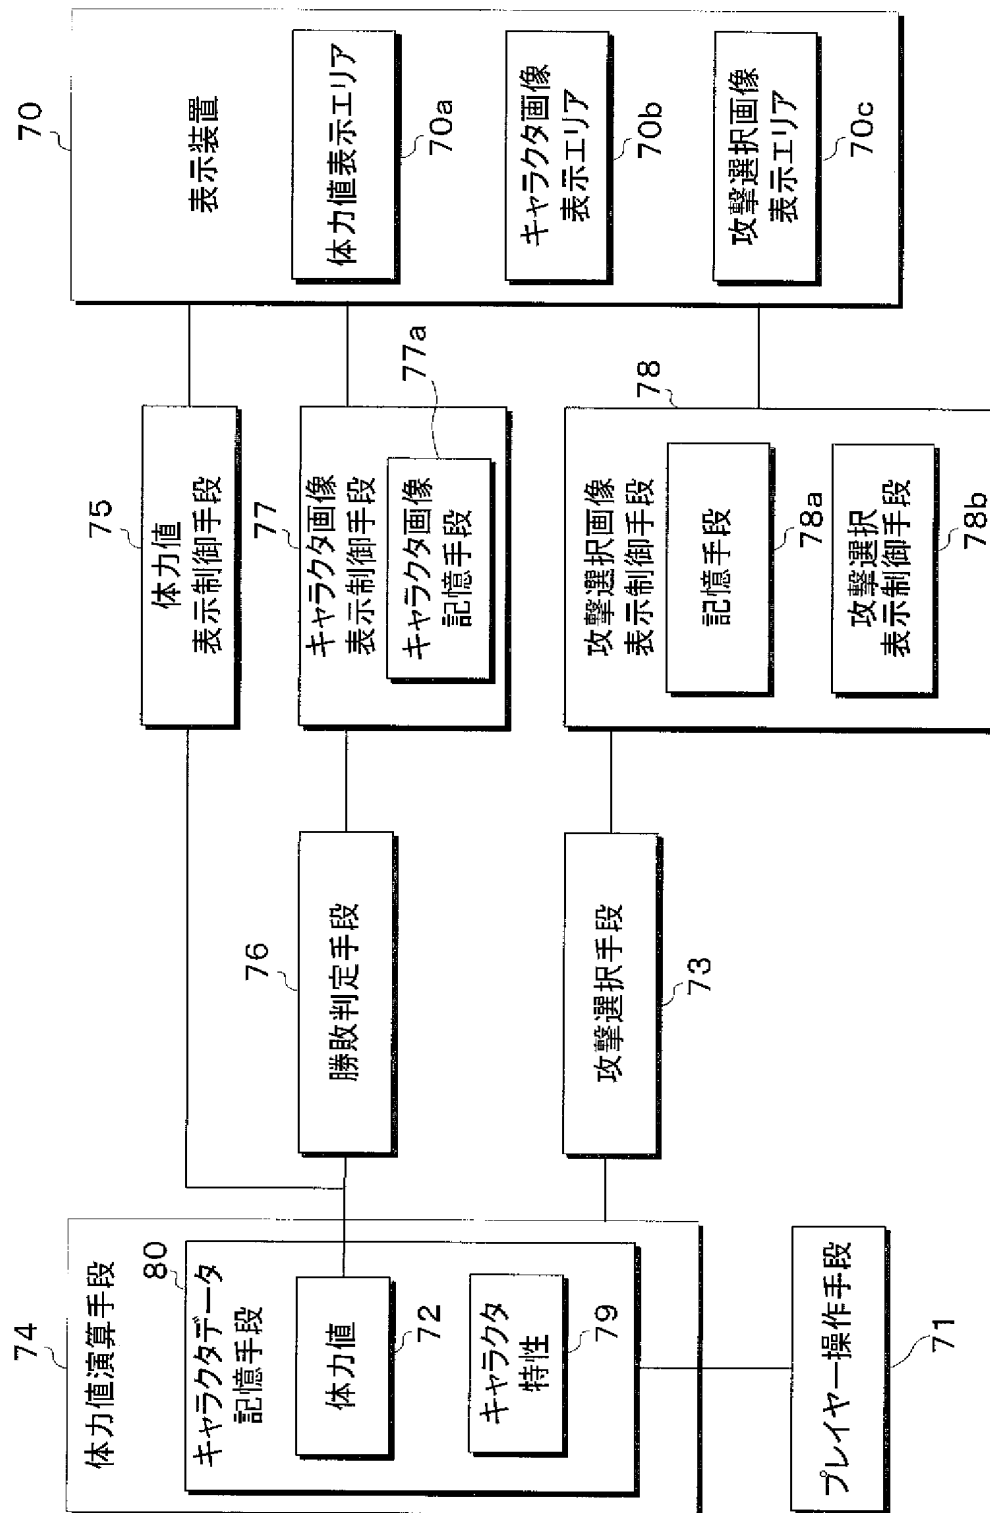 74
体力値演算手段
80
キャラクタデータ
記憶手段
体力値
72
キャラクタ
特性
79
プレイヤー操作手段
71
76
勝敗判定手段
攻撃選択手段
73
75
体力値
表示制御手段
77
キャラクタ画像
表示制御手段
キャラクタ画像
記憶手段
77a
78
攻撃選択画像
表示制御手段
記憶手段
78a
攻撃選択
表示制御手段
78b
70
表示装置
体力値表示エリア
70a
キャラクタ画像
表示エリア
70b
攻撃選択画像
表示エリア
70c